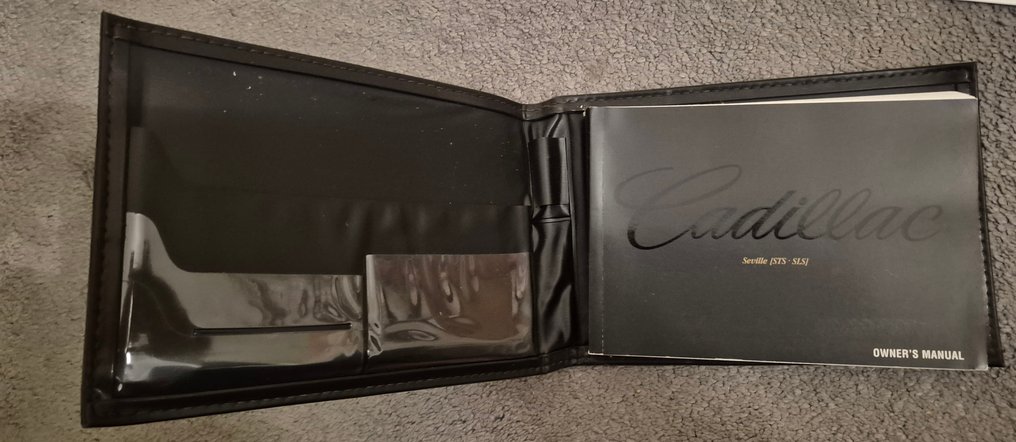 Cadillac
Seville [STS · SLS]
OWNER'S MANUAL